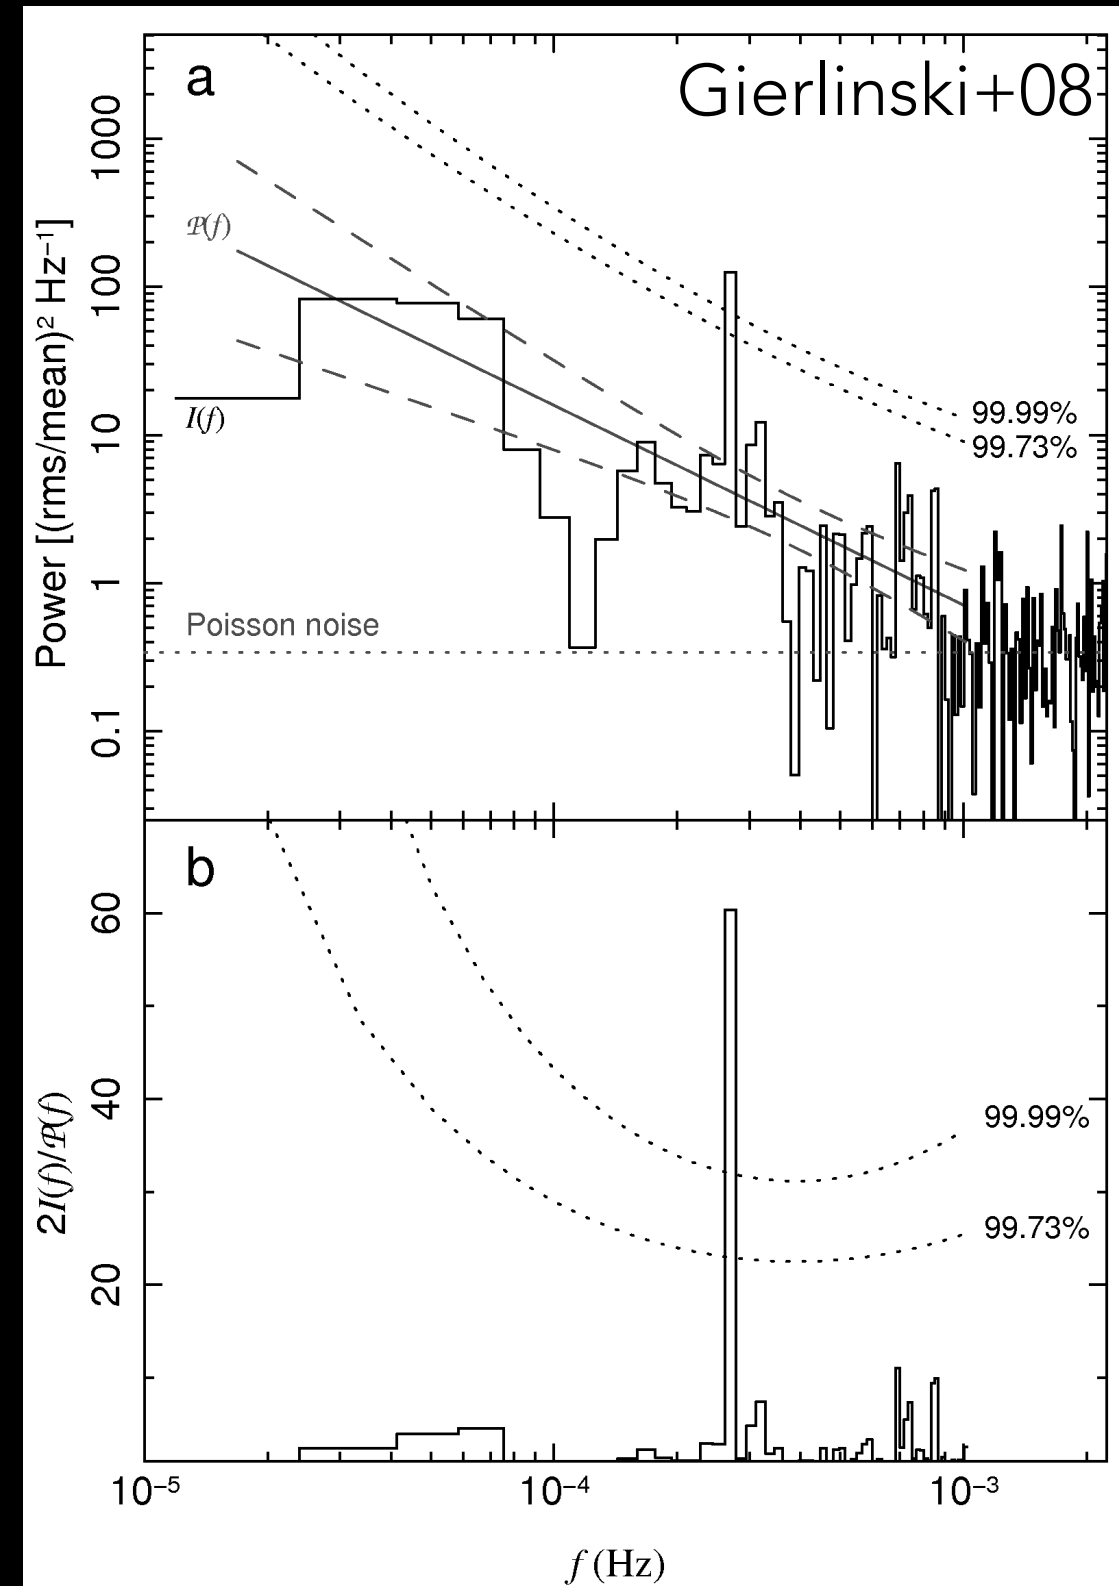 a
Gierlinski+08
1000
100
10
1
0.1
Power [(rms/mean)² Hz⁻¹]
𝒫(f)
I(f)
99.99%
99.73%
Poisson noise
b
60
40
20
2I(f)/𝒫(f)
99.99%
99.73%
10⁻⁵
10⁻⁴
10⁻³
f (Hz)